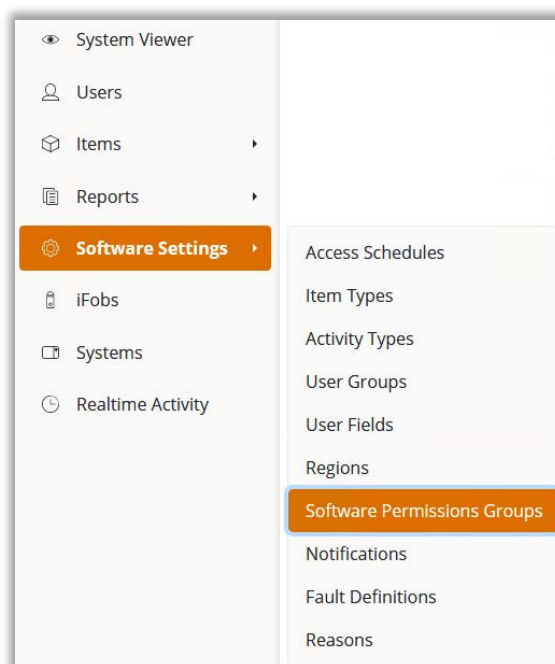 System Viewer
Users
Items
Reports
Software Settings
iFobs
Systems
Realtime Activity
Access Schedules
Item Types
Activity Types
User Groups
User Fields
Regions
Software Permissions Groups
Notifications
Fault Definitions
Reasons